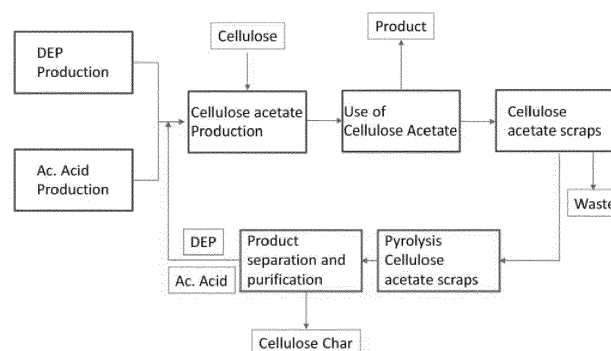 Cellulose
Product
DEP
Production
Cellulose acetate
Production
Use of
Cellulose Acetate
Cellulose
acetate scraps
Ac. Acid
Production
Waste
DEP
Ac. Acid
Product
separation and
purification
Pyrolysis
Cellulose
acetate scraps
Cellulose Char